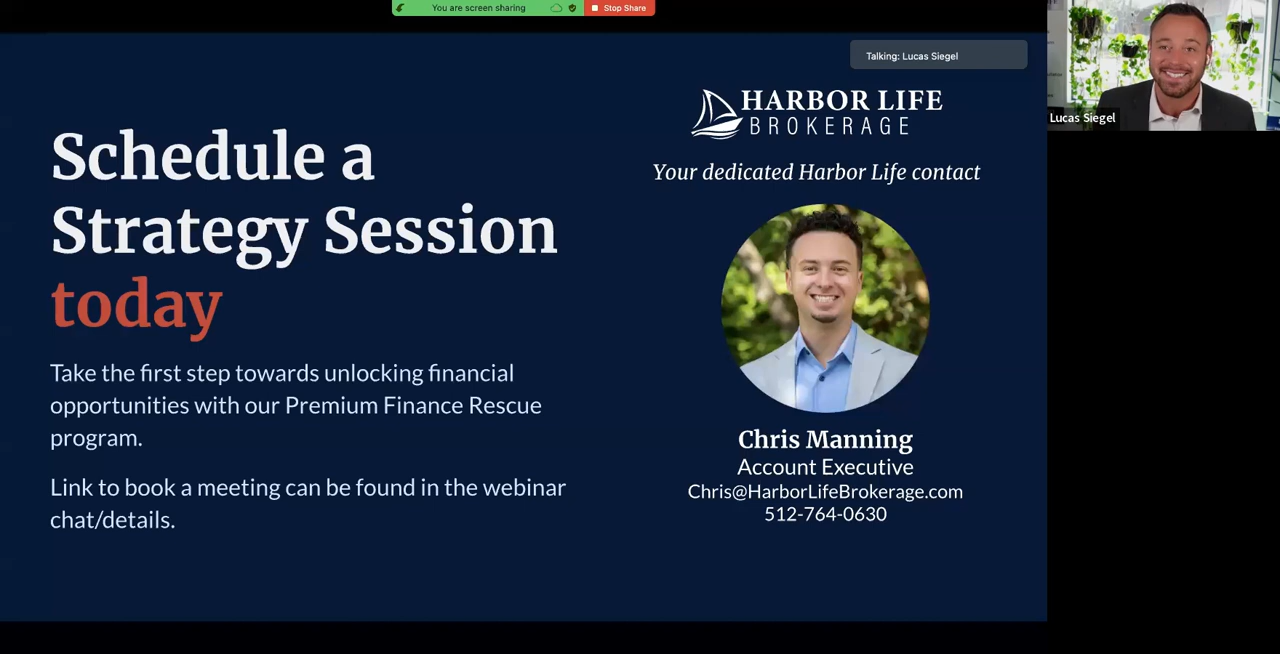 You are screen sharing
Stop Share
Talking: Lucas Siegel
Lucas Siegel
HARBOR LIFE
BROKERAGE
Your dedicated Harbor Life contact
Schedule a
Strategy Session
today
Take the first step towards unlocking financial
opportunities with our Premium Finance Rescue
program.
Link to book a meeting can be found in the webinar
chat/details.
Chris Manning
Account Executive
Chris@HarborLifeBrokerage.com
512-764-0630